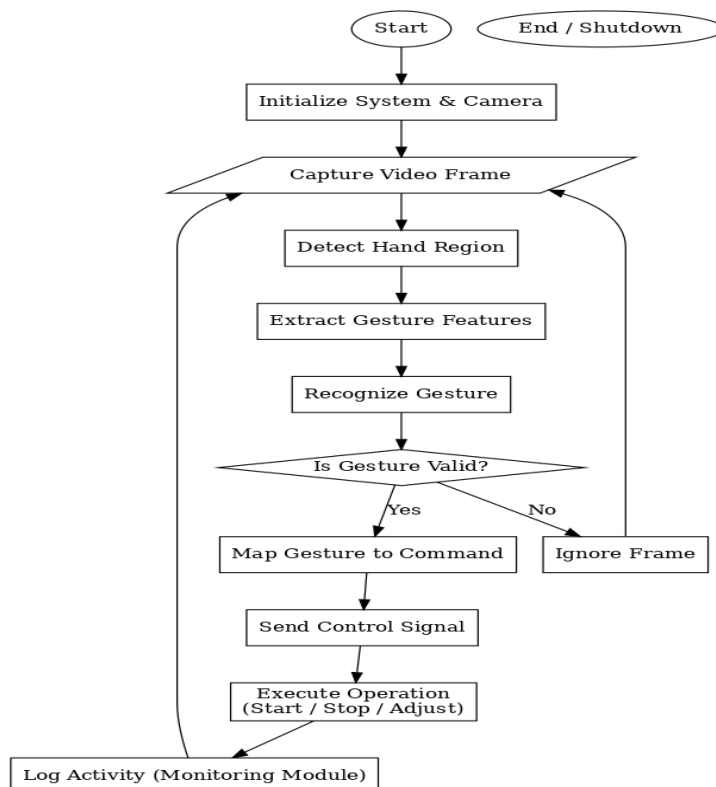 Start
End / Shutdown
Initialize System & Camera
Capture Video Frame
Detect Hand Region
Extract Gesture Features
Recognize Gesture
Is Gesture Valid?
Yes
No
Map Gesture to Command
Ignore Frame
Send Control Signal
Execute Operation
(Start / Stop / Adjust)
Log Activity (Monitoring Module)